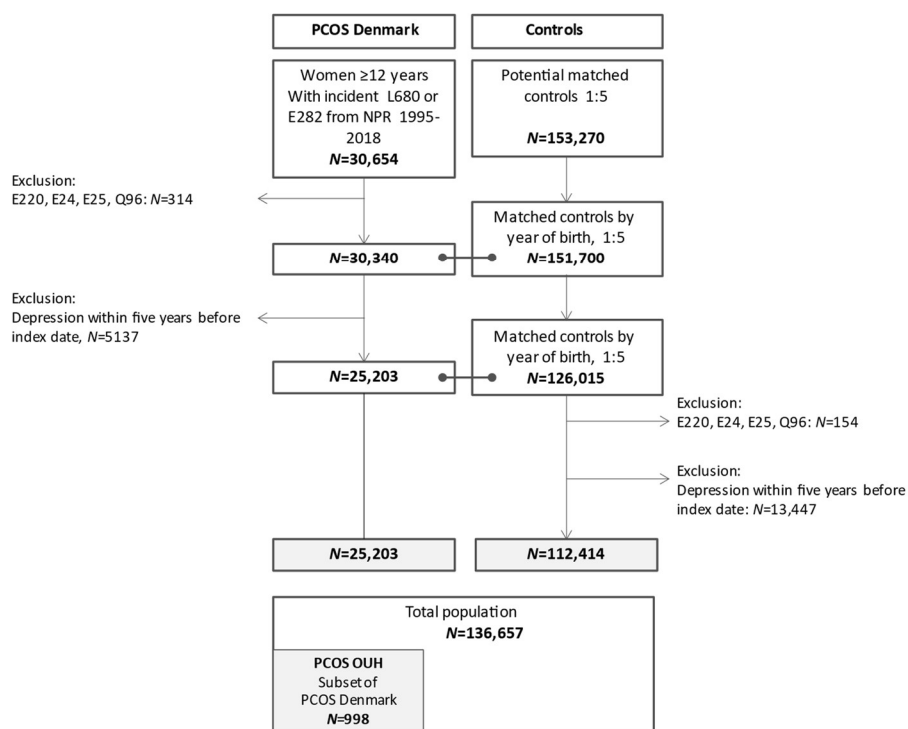 PCOS Denmark
Controls
Women ≥12 years
With incident L680 or
E282 from NPR 1995-
2018
N=30,654
Potential matched
controls 1:5
N=153,270
Exclusion:
E220, E24, E25, Q96: N=314
Matched controls by
year of birth, 1:5
N=151,700
N=30,340
Exclusion:
Depression within five years before
index date, N=5137
Matched controls by
year of birth, 1:5
N=126,015
N=25,203
Exclusion:
E220, E24, E25, Q96: N=154
Exclusion:
Depression within five years before
index date: N=13,447
N=25,203
N=112,414
Total population
N=136,657
PCOS OUH
Subset of
PCOS Denmark
N=998